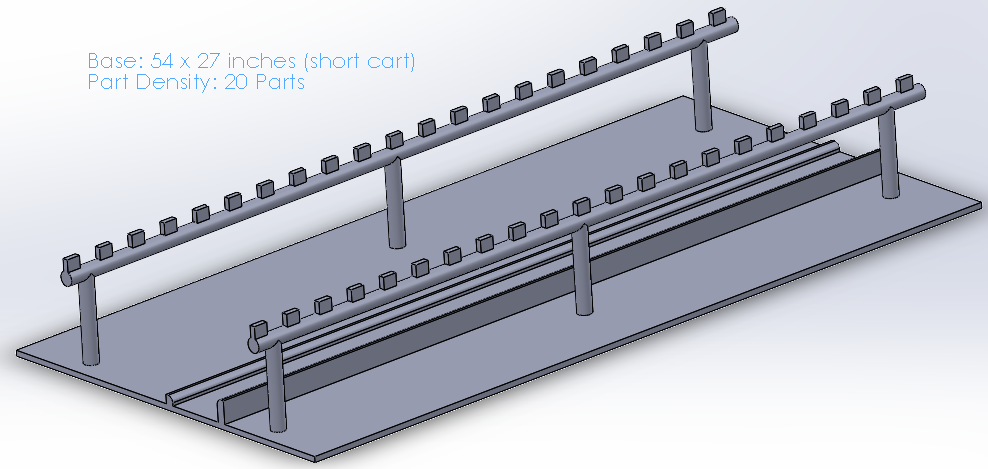 Base: 54 x 27 inches (short cart)
Part Density: 20 Parts